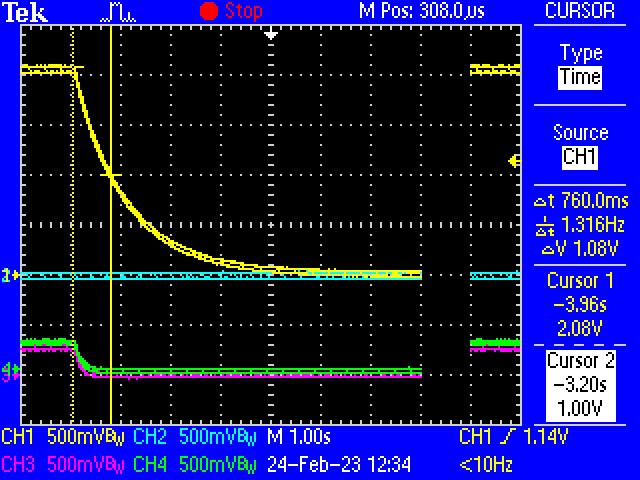 Tek Stop M Pos: 308.0µs CURSOR
Type
Time
Source
CH1
Δt 760.0ms
1/Δt 1.316Hz
ΔV 1.08V
Cursor 1
-3.96s
2.08V
Cursor 2
-3.20s
1.00V
CH1 500mVBw CH2 500mVBw M 1.00s CH1 / 1.14V
CH3 500mVBw CH4 500mVBw 24-Feb-23 12:34 <10Hz